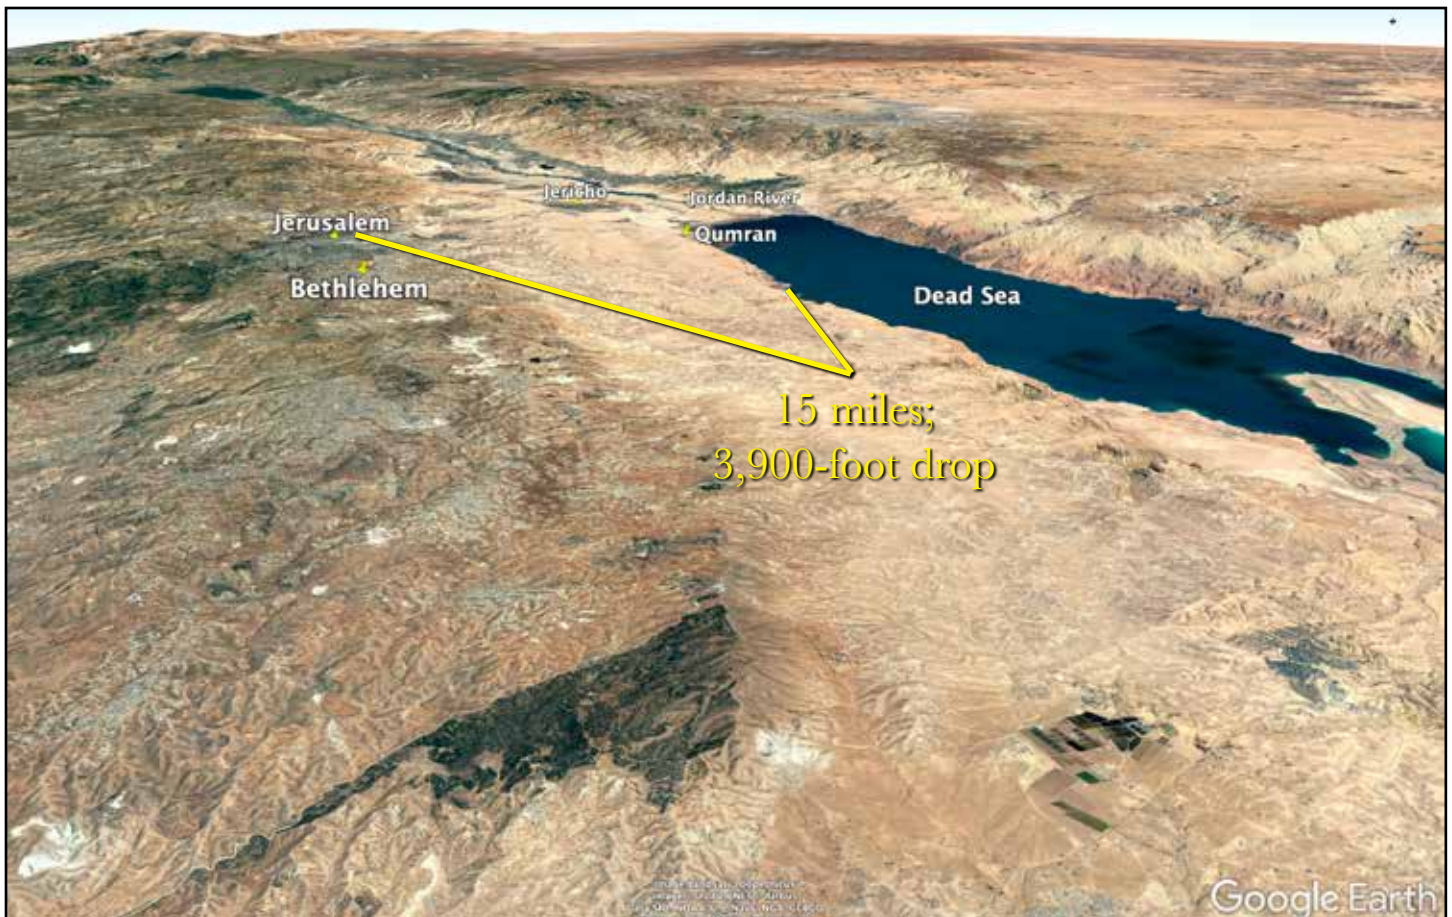 Jericho
Jordan River
Jerusalem
Qumran
Bethlehem
Dead Sea
15 miles;
3,900-foot drop
Google Earth